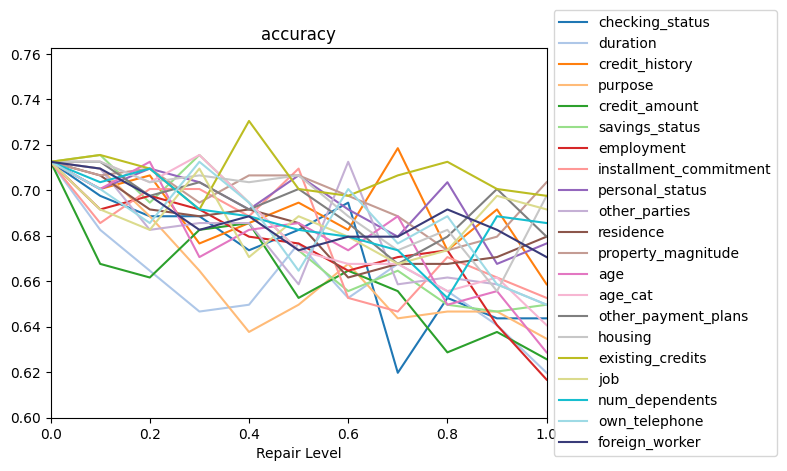 accuracy
0.76
0.74
0.72
0.70
0.68
0.66
0.64
0.62
0.60
0.0 0.2 0.4 0.6 0.8 1.0
Repair Level
checking_status
duration
credit_history
purpose
credit_amount
savings_status
employment
installment_commitment
personal_status
other_parties
residence
property_magnitude
age
age_cat
other_payment_plans
housing
existing_credits
job
num_dependents
own_telephone
foreign_worker